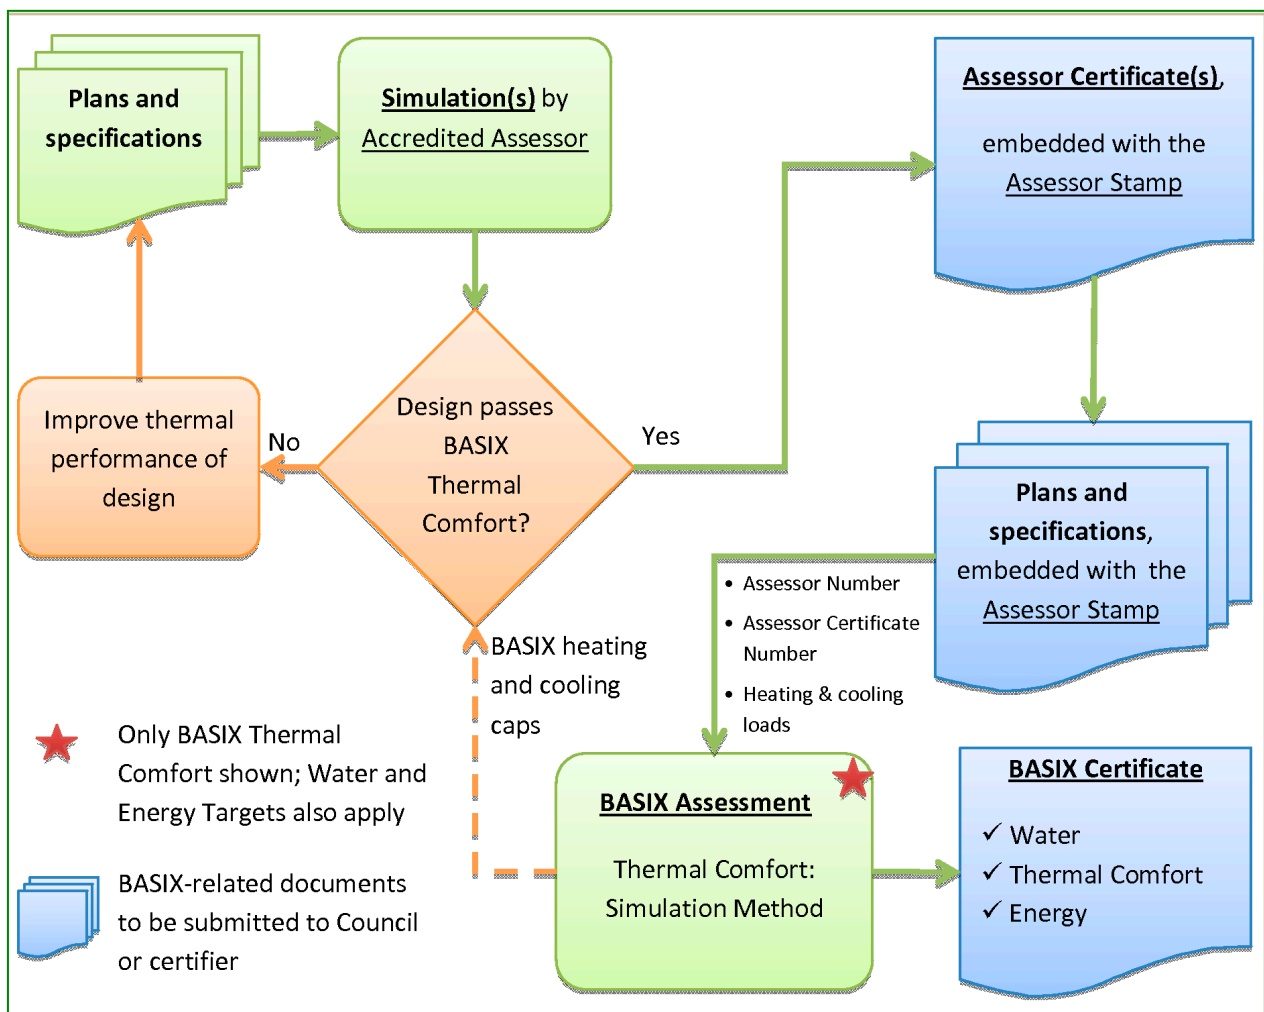 Plans and
specifications
Simulation(s) by
Accredited Assessor
Assessor Certificate(s),
embedded with the
Assessor Stamp
Improve thermal
performance of
design
No
Design passes
BASIX
Thermal
Comfort?
Yes
Plans and
specifications,
embedded with the
Assessor Stamp
• Assessor Number
• Assessor Certificate
Number
• Heating & cooling
loads
BASIX heating
and cooling
caps
Only BASIX Thermal
Comfort shown; Water and
Energy Targets also apply
BASIX-related documents
to be submitted to Council
or certifier
BASIX Assessment
Thermal Comfort:
Simulation Method
BASIX Certificate
✓ Water
✓ Thermal Comfort
✓ Energy